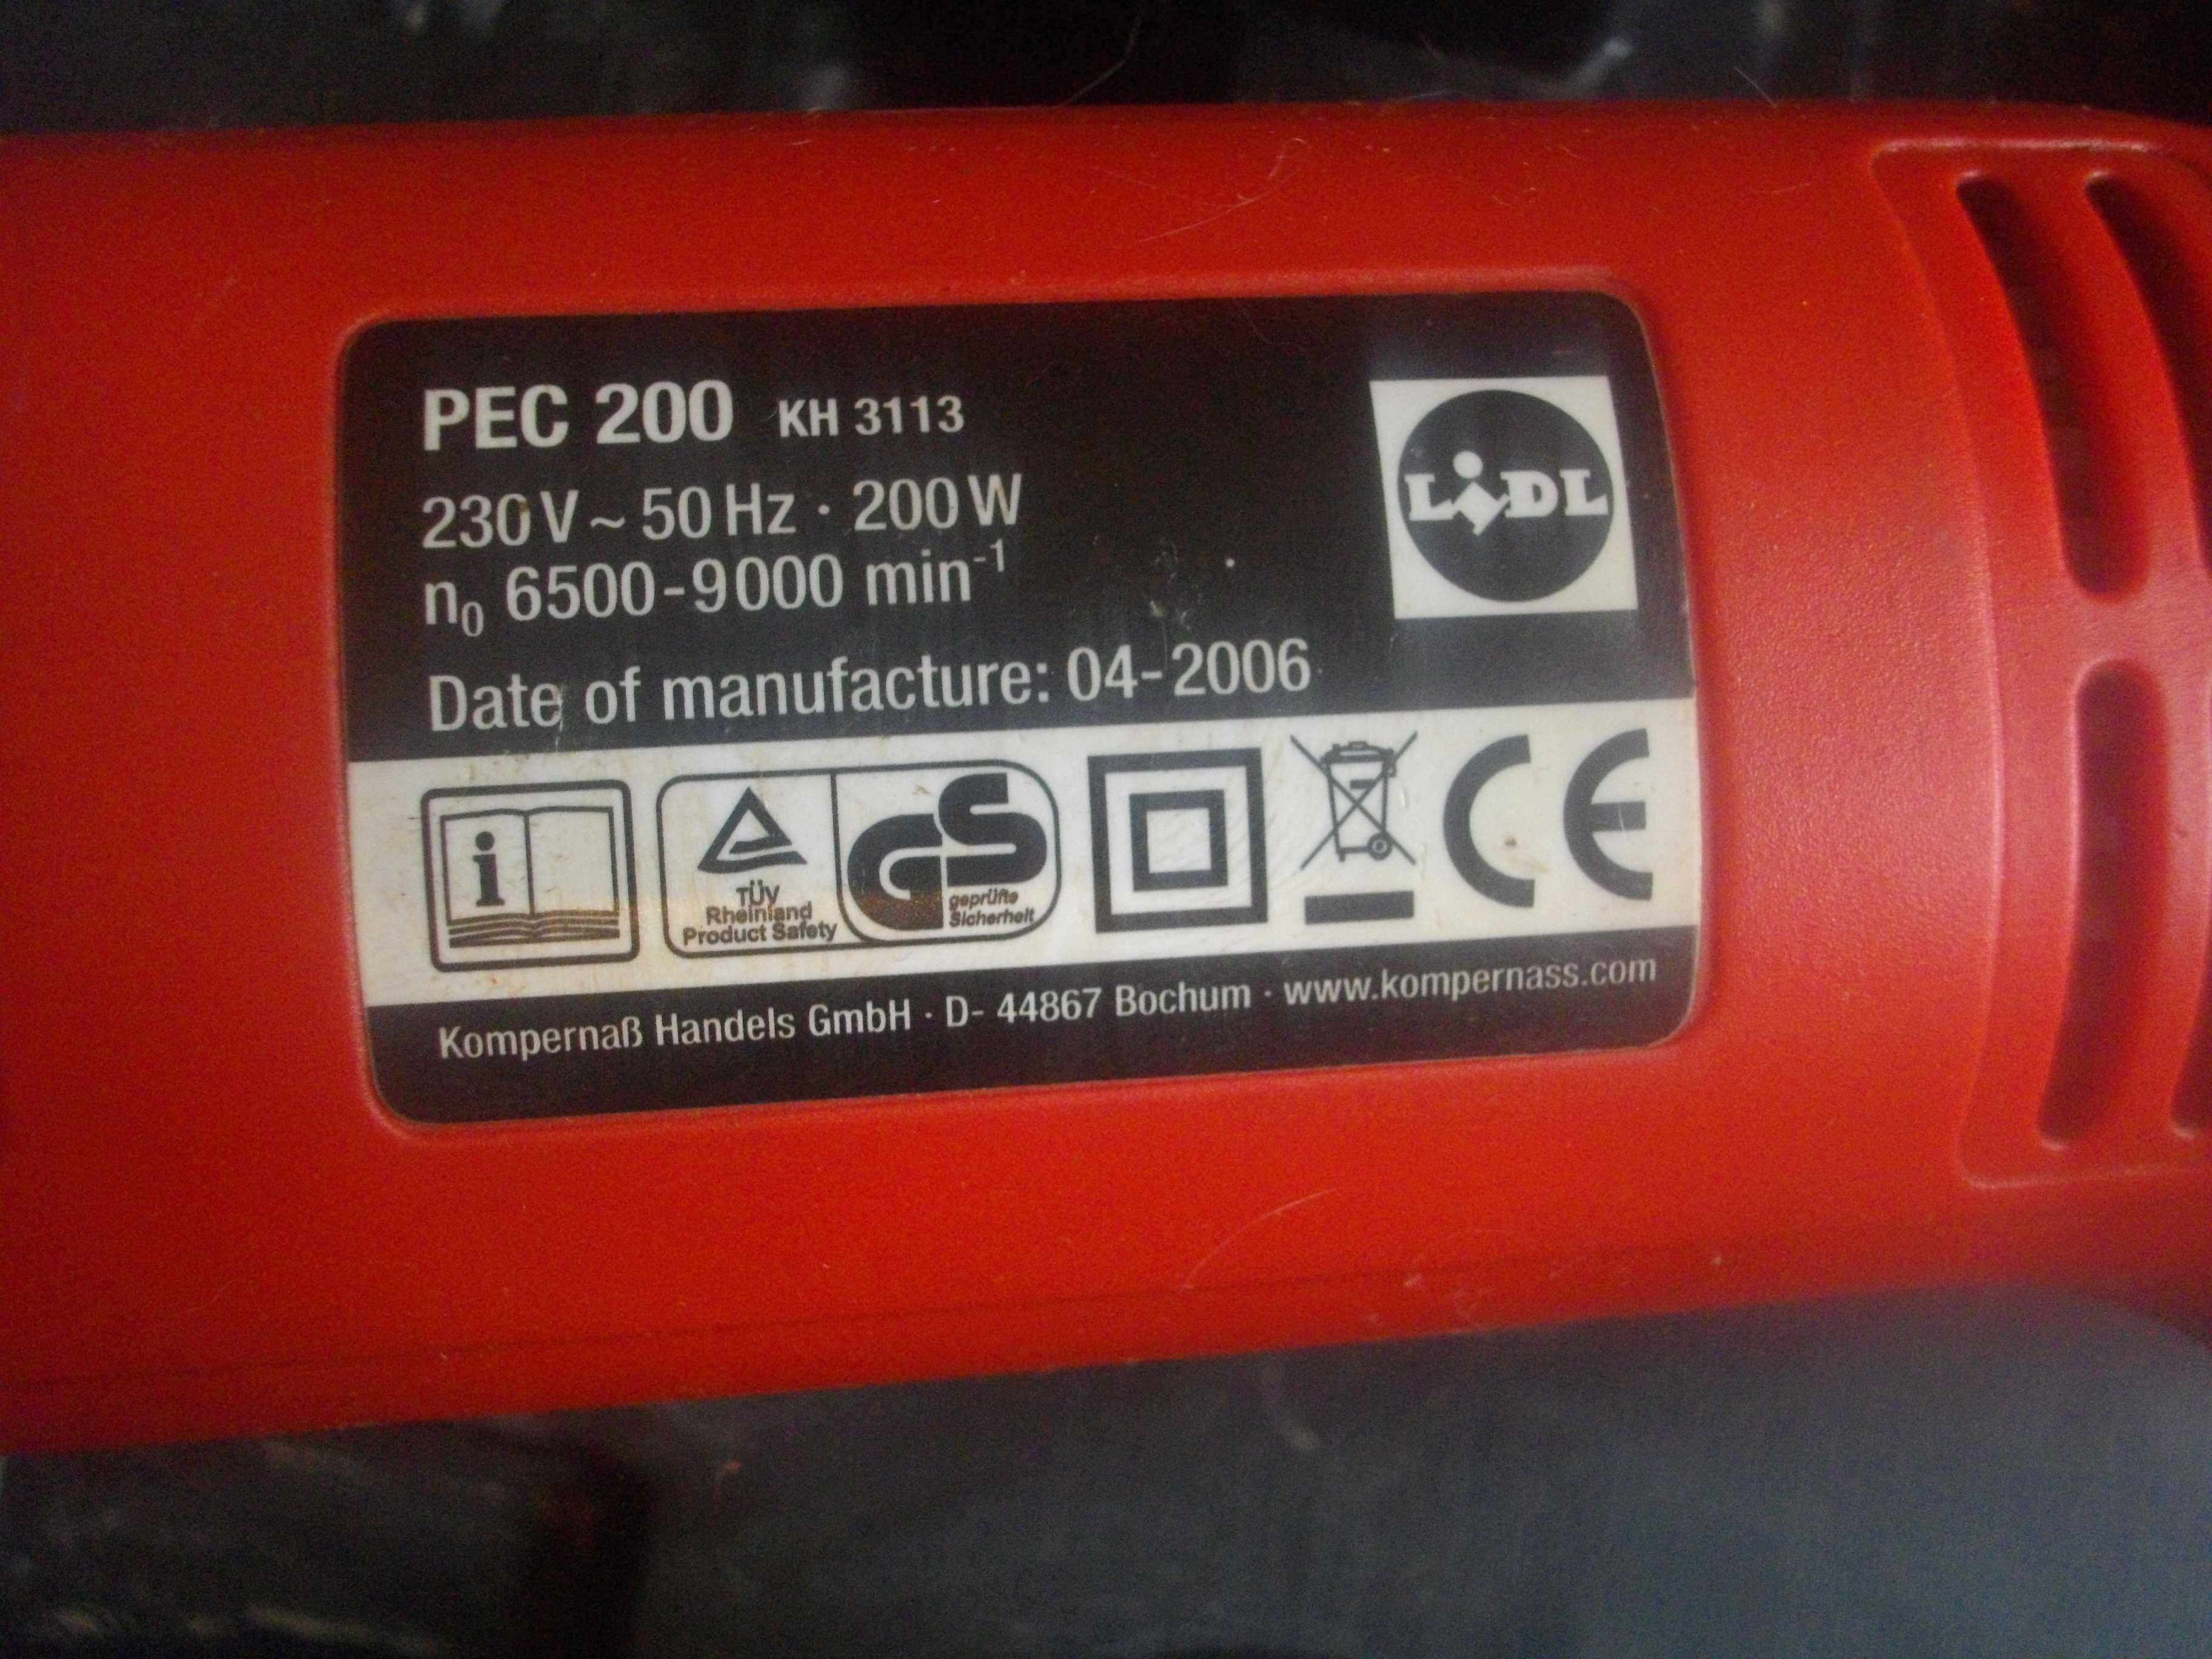 PEC 200 KH 3113
LIDL
230 V ~ 50 Hz · 200 W
n₀ 6500-9000 min⁻¹
Date of manufacture: 04-2006
i
TÜV
Rheinland
Product Safety
GS
geprüfte
Sicherheit
CE
Kompernaß Handels GmbH · D- 44867 Bochum · www.kompernass.com